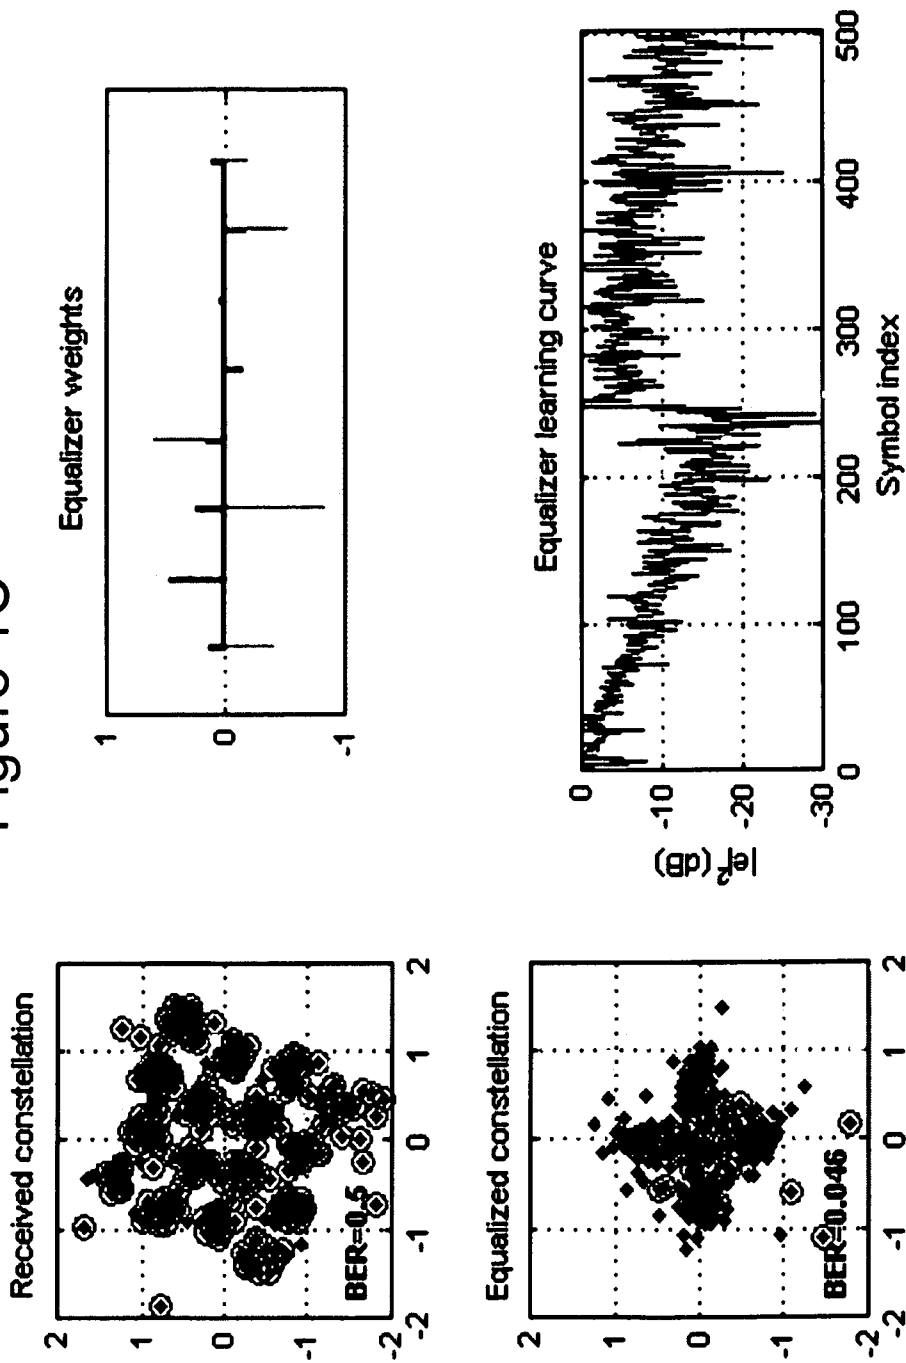 Figure
Received constellation
2
1
0
-1
-2
BER=0.5
-2 -1 0 1 2
Equalizer weights
1
0
-1
Equalized constellation
2
1
0
-1
-2
BER=0.046
-2 -1 0 1 2
Equalizer learning curve
|e|² (dB)
0
-10
-20
-30
0 100 200 300 400 500
Symbol index